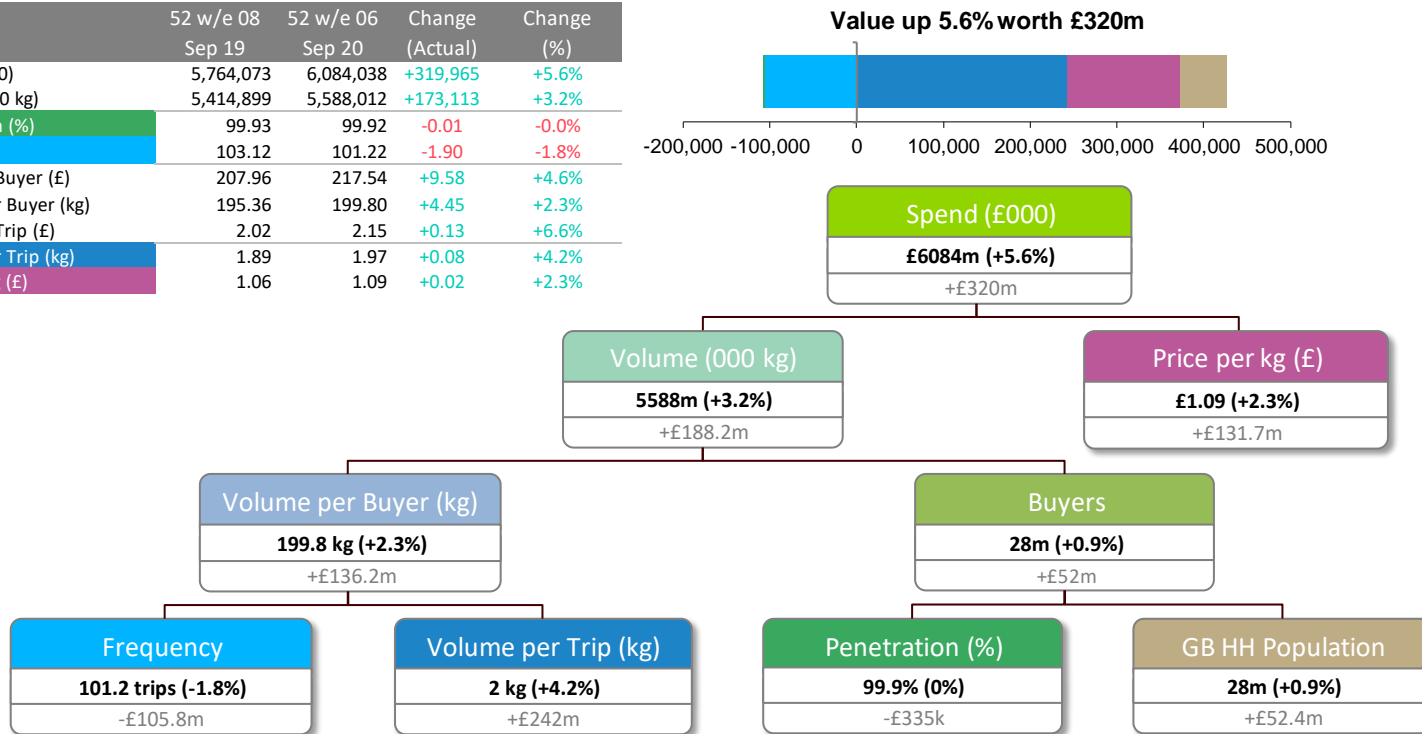 52 w/e 08 52 w/e 06 Change Change
Sep 19 Sep 20 (Actual) (%)
0) 5,764,073 6,084,038 +319,965 +5.6%
0 kg) 5,414,899 5,588,012 +173,113 +3.2%
(%) 99.93 99.92 -0.01 -0.0%
103.12 101.22 -1.90 -1.8%
Buyer (£) 207.96 217.54 +9.58 +4.6%
r Buyer (kg) 195.36 199.80 +4.45 +2.3%
Trip (£) 2.02 2.15 +0.13 +6.6%
r Trip (kg) 1.89 1.97 +0.08 +4.2%
(£) 1.06 1.09 +0.02 +2.3%
Value up 5.6% worth £320m
-200,000 -100,000 0 100,000 200,000 300,000 400,000 500,000
Spend (£000)
£6084m (+5.6%)
+£320m
Volume (000 kg)
5588m (+3.2%)
+£188.2m
Price per kg (£)
£1.09 (+2.3%)
+£131.7m
Volume per Buyer (kg)
199.8 kg (+2.3%)
+£136.2m
Buyers
28m (+0.9%)
+£52m
Frequency
101.2 trips (-1.8%)
-£105.8m
Volume per Trip (kg)
2 kg (+4.2%)
+£242m
Penetration (%)
99.9% (0%)
-£335k
GB HH Population
28m (+0.9%)
+£52.4m